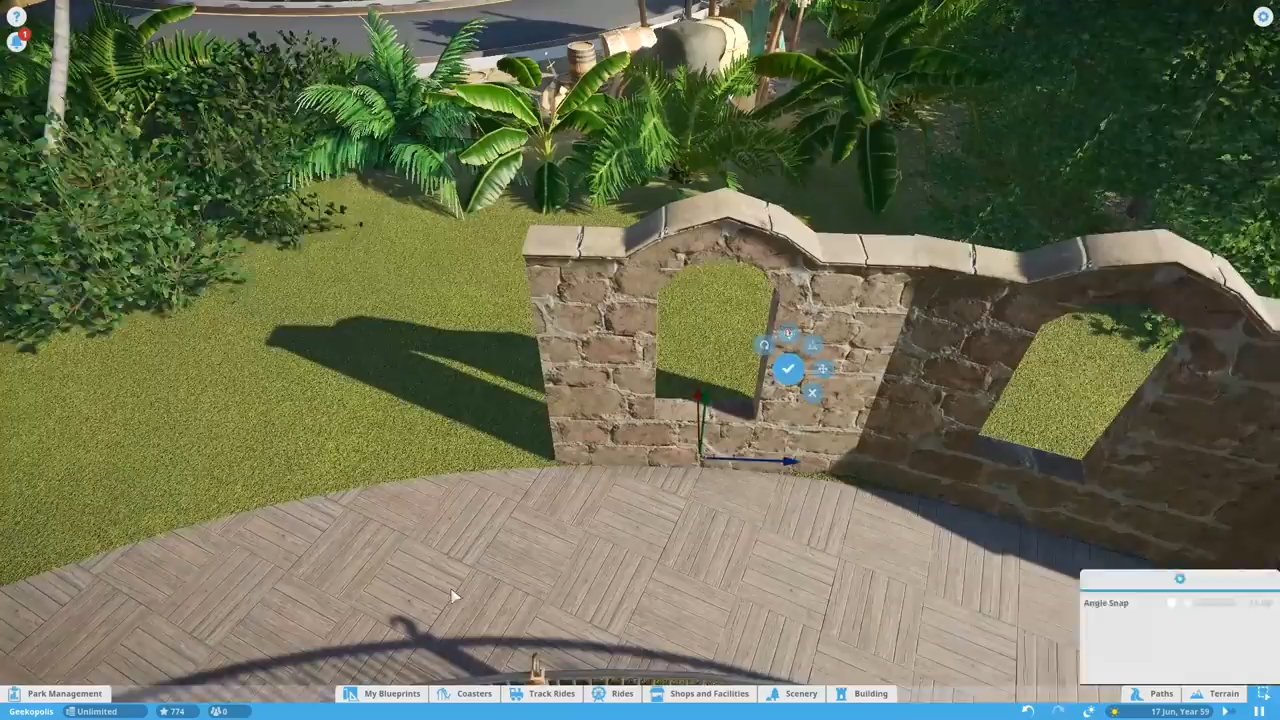 ?
1
Angle Snap
Park Management
My Blueprints
Coasters
Track Rides
Rides
Shops and Facilities
Scenery
Building
Paths
Terrain
Geekopolis
Unlimited
774
0
17 Jun, Year 59